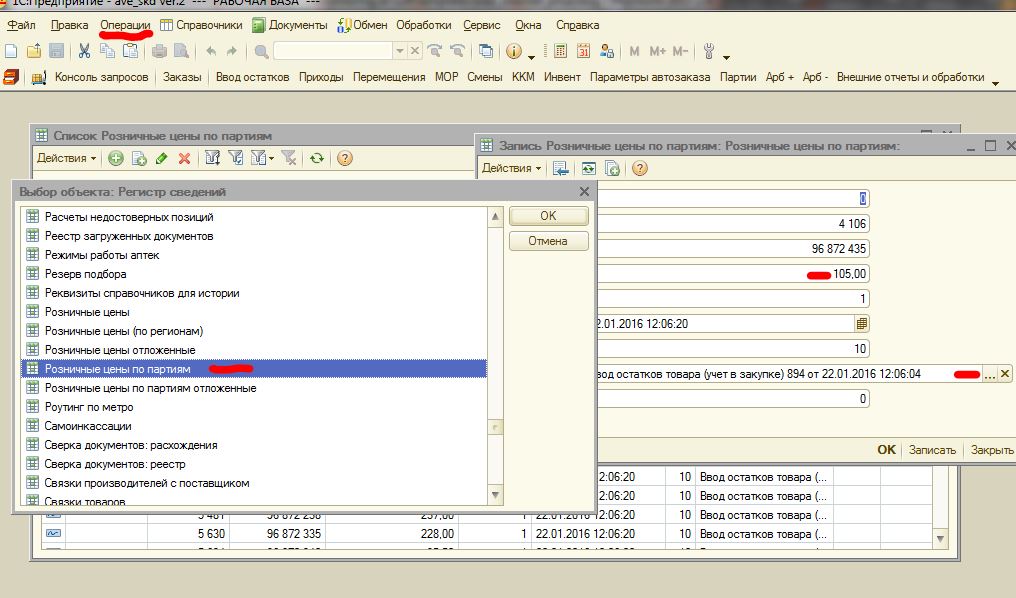 1С:Предприятие - ave_skd ver.2 --- РАБОЧАЯ БАЗА ---
Файл Правка Операции Справочники Документы Обмен Обработки Сервис Окна Справка
M M+ M-
Консоль запросов Заказы Ввод остатков Приходы Перемещения МОР Смены ККМ Инвент Параметры автозаказа Партии Арб + Арб - Внешние отчеты и обработки
Список Розничные цены по партиям
Действия
Запись Розничные цены по партиям: Розничные цены по партиям:
Действия
0
4 106
96 872 435
105,00
1
2.01.2016 12:06:20
10
вод остатков товара (учет в закупке) 894 от 22.01.2016 12:06:04 ...
0
OK Записать Закрыть
Выбор объекта: Регистр сведений
Расчеты недостоверных позиций
Реестр загруженных документов
Режимы работы аптек
Резерв подбора
Реквизиты справочников для истории
Розничные цены
Розничные цены (по регионам)
Розничные цены отложенные
Розничные цены по партиям
Розничные цены по партиям отложенные
Роутинг по метро
Самоинкассации
Сверка документов: расхождения
Сверка документов: реестр
Связки производителей с поставщиком
Связки товаров
OK
Отмена
12:06:20 10 Ввод остатков товара (...
12:06:20 10 Ввод остатков товара (...
5 481 96 872 238 237,00 1 22.01.2016 12:06:20 10 Ввод остатков товара (...
5 630 96 872 335 228,00 1 22.01.2016 12:06:20 10 Ввод остатков товара (...